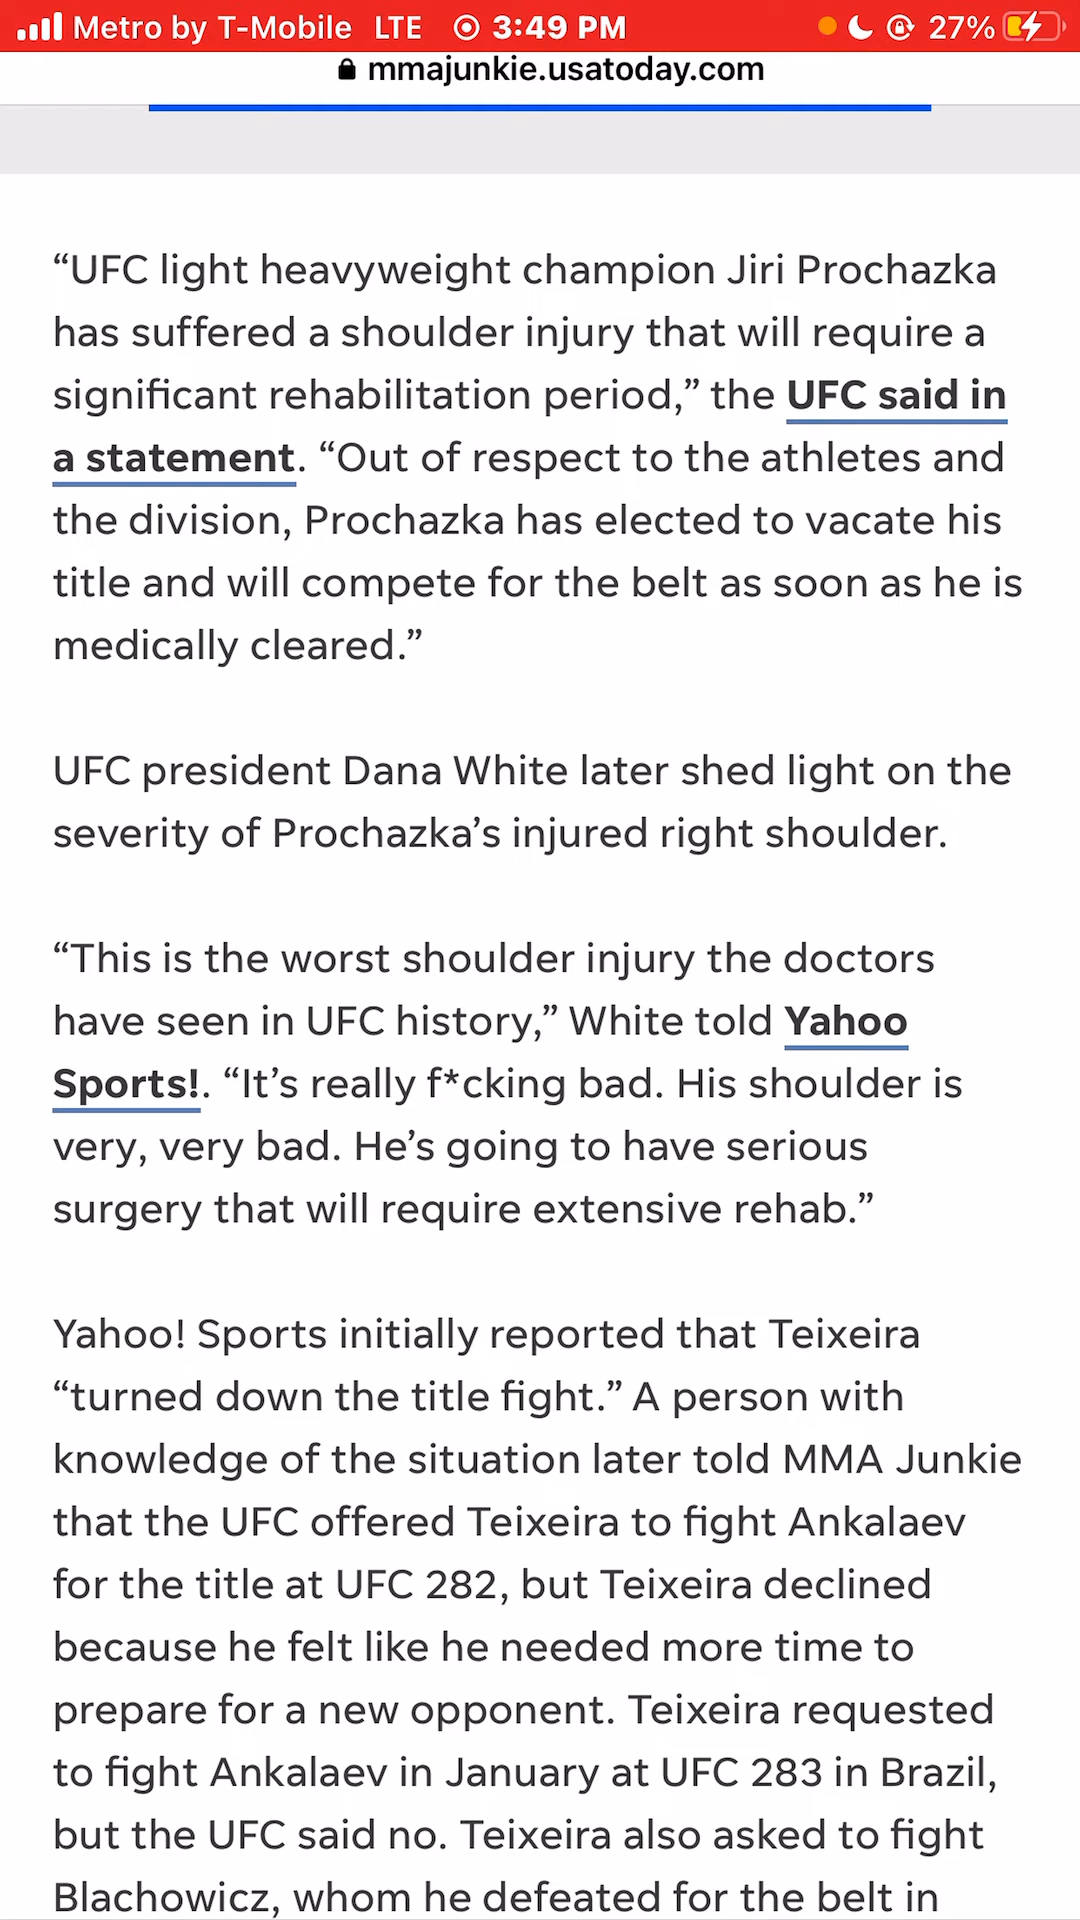 Metro by T-Mobile LTE 3:49 PM 27%
mmajunkie.usatoday.com
“UFC light heavyweight champion Jiri Prochazka
has suffered a shoulder injury that will require a
significant rehabilitation period,” the UFC said in
a statement. “Out of respect to the athletes and
the division, Prochazka has elected to vacate his
title and will compete for the belt as soon as he is
medically cleared.”
UFC president Dana White later shed light on the
severity of Prochazka’s injured right shoulder.
“This is the worst shoulder injury the doctors
have seen in UFC history,” White told Yahoo
Sports!. “It’s really f*cking bad. His shoulder is
very, very bad. He’s going to have serious
surgery that will require extensive rehab.”
Yahoo! Sports initially reported that Teixeira
“turned down the title fight.” A person with
knowledge of the situation later told MMA Junkie
that the UFC offered Teixeira to fight Ankalaev
for the title at UFC 282, but Teixeira declined
because he felt like he needed more time to
prepare for a new opponent. Teixeira requested
to fight Ankalaev in January at UFC 283 in Brazil,
but the UFC said no. Teixeira also asked to fight
Blachowicz, whom he defeated for the belt in